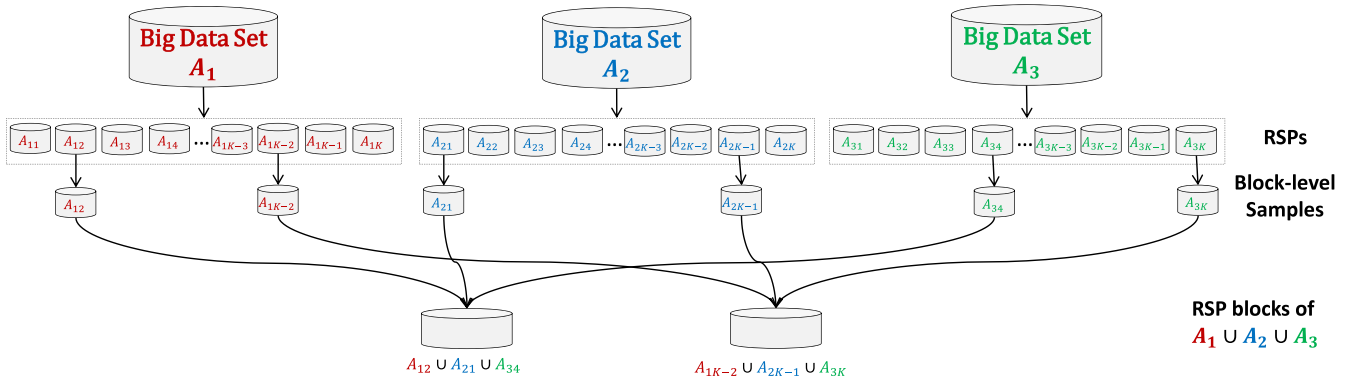 Big Data Set
A₁
Big Data Set
A₂
Big Data Set
A₃
A₁₁ A₁₂ A₁₃ A₁₄ ... A₁K₋₃ A₁K₋₂ A₁K₋₁ A₁K
A₂₁ A₂₂ A₂₃ A₂₄ ... A₂K₋₃ A₂K₋₂ A₂K₋₁ A₂K
A₃₁ A₃₂ A₃₃ A₃₄ ... A₃K₋₃ A₃K₋₂ A₃K₋₁ A₃K
RSPs
A₁₂ A₁K₋₂ A₂₁ A₂K₋₁ A₃₄ A₃K
Block-level
Samples
RSP blocks of
A₁ ∪ A₂ ∪ A₃
A₁₂ ∪ A₂₁ ∪ A₃₄
A₁K₋₂ ∪ A₂K₋₁ ∪ A₃K